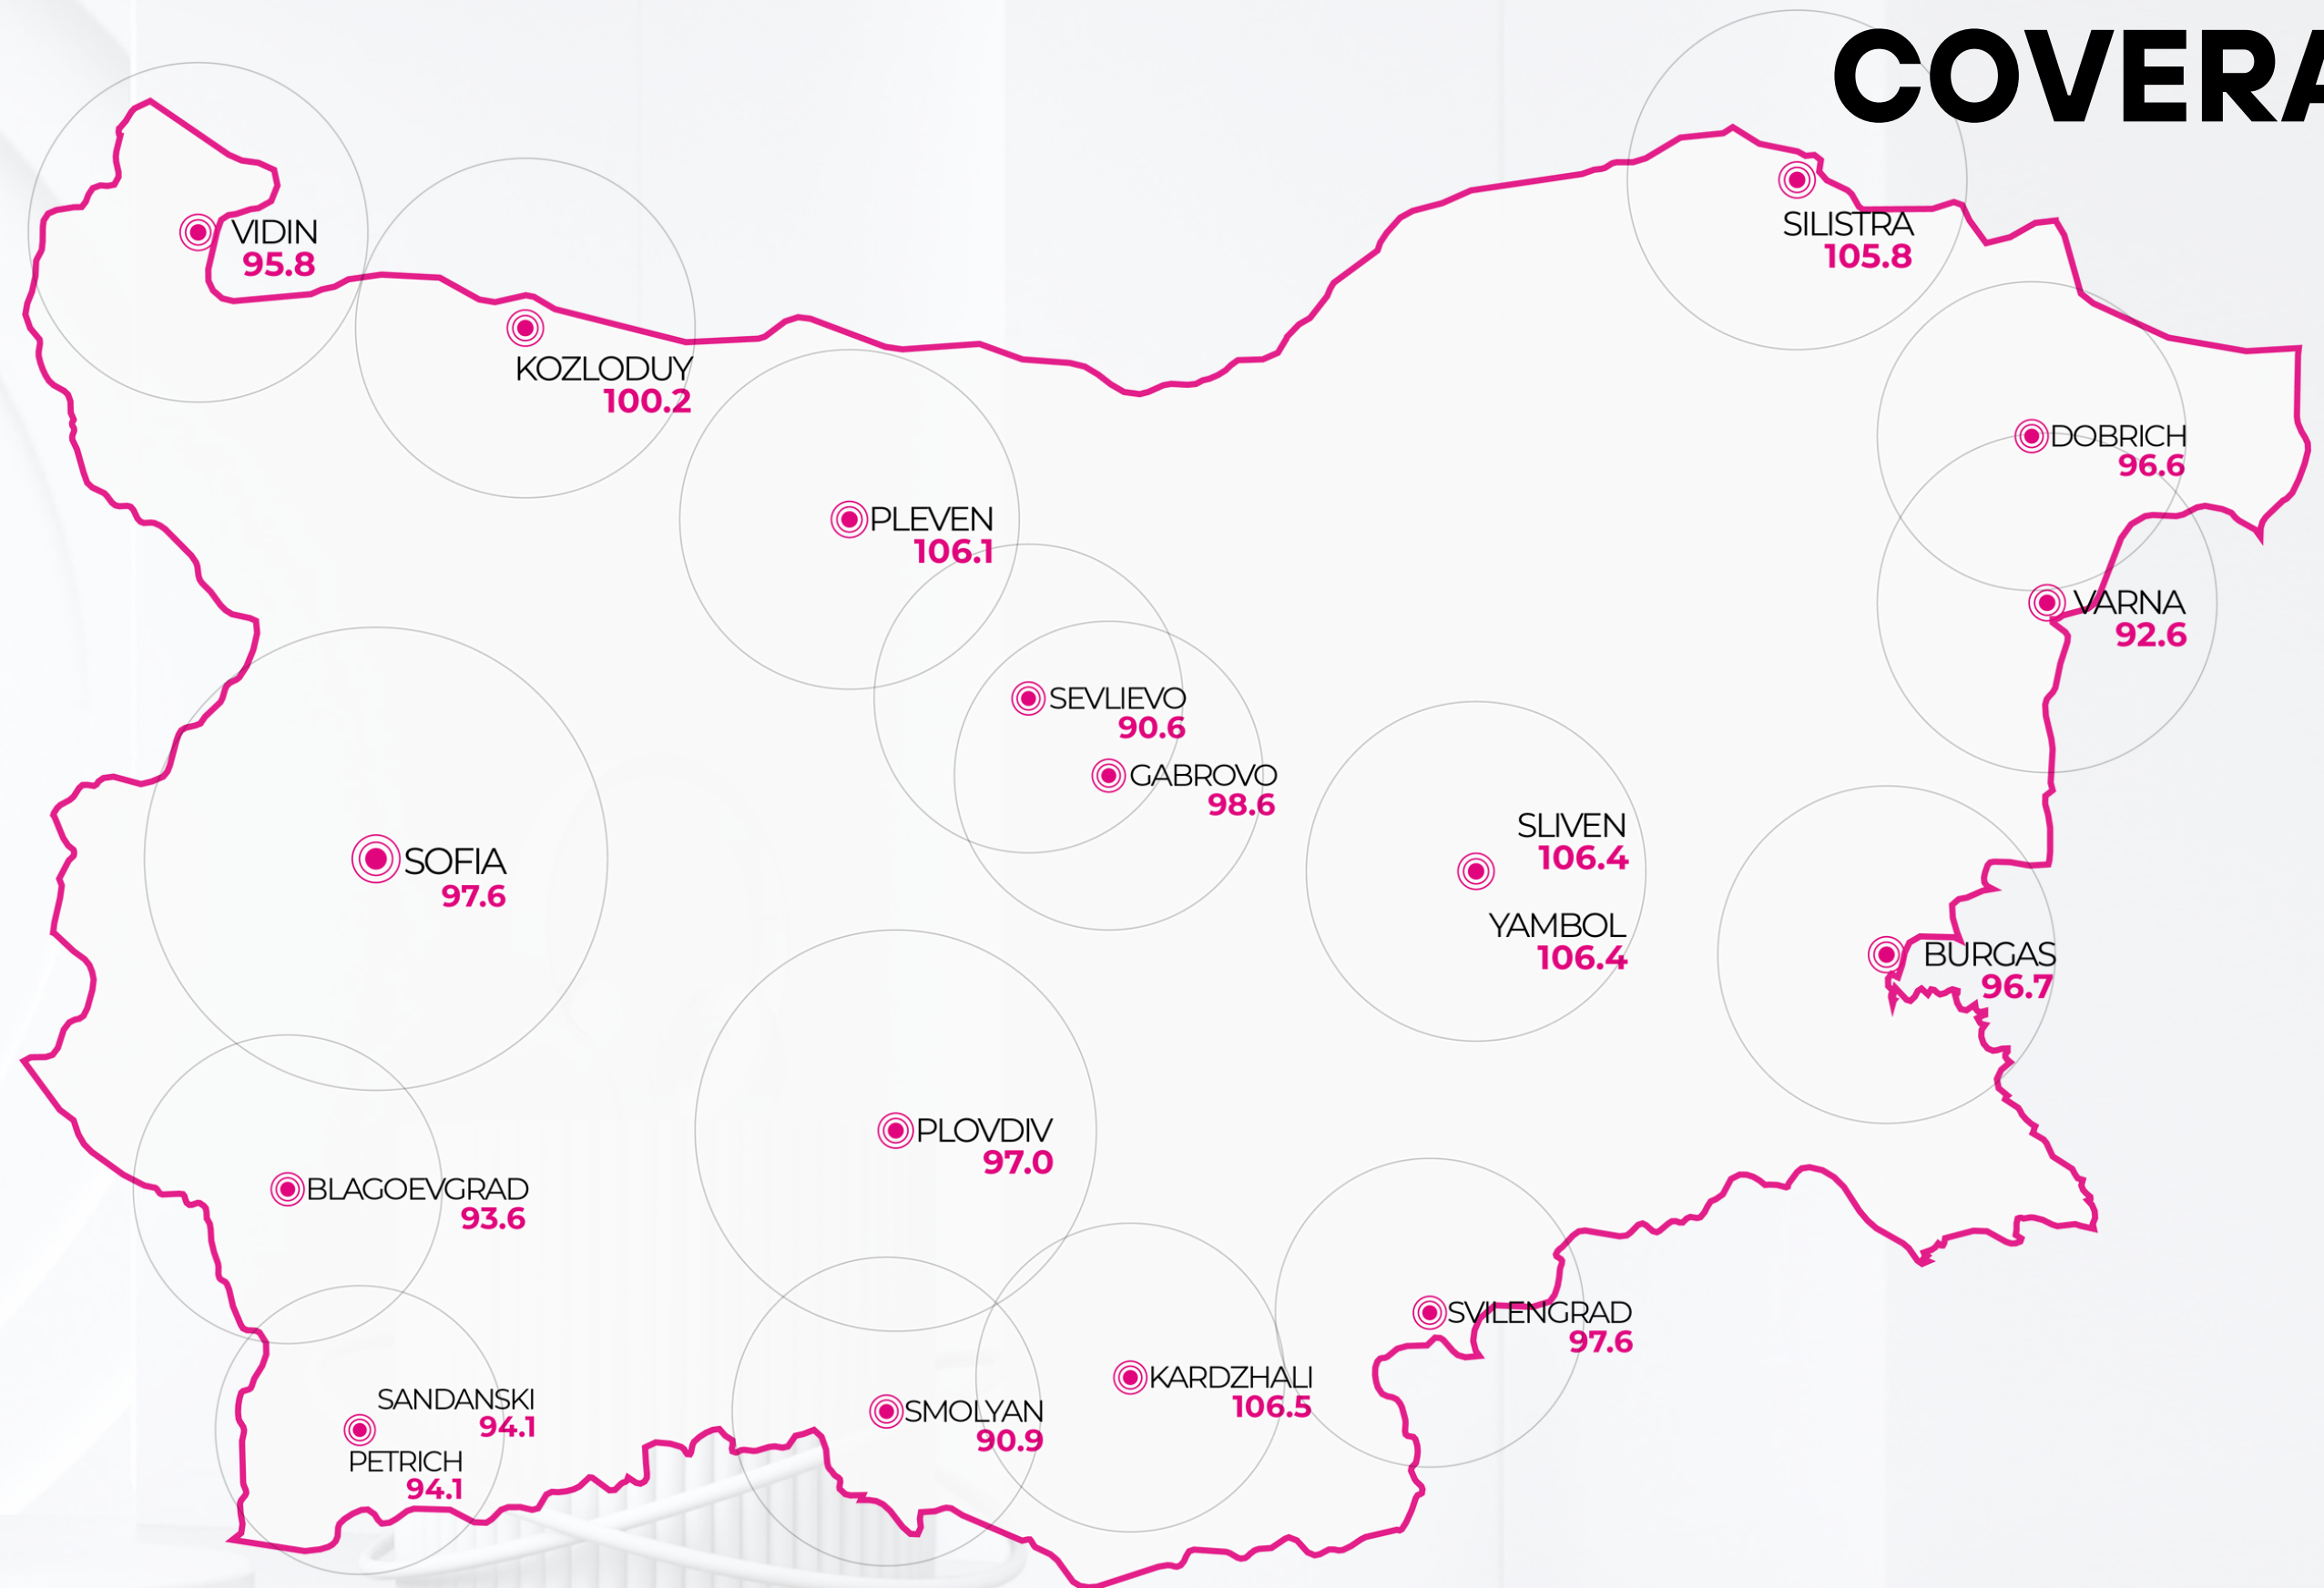 COVERA
VIDIN
95.8
KOZLODUY
100.2
SILISTRA
105.8
DOBRICH
96.6
PLEVEN
106.1
VARNA
92.6
SEVLIEVO
90.6
GABROVO
98.6
SLIVEN
106.4
YAMBOL
106.4
SOFIA
97.6
BURGAS
96.7
PLOVDIV
97.0
BLAGOEVGRAD
93.6
SVILENGRAD
97.6
KARDZHALI
106.5
SMOLYAN
90.9
SANDANSKI
94.1
PETRICH
94.1